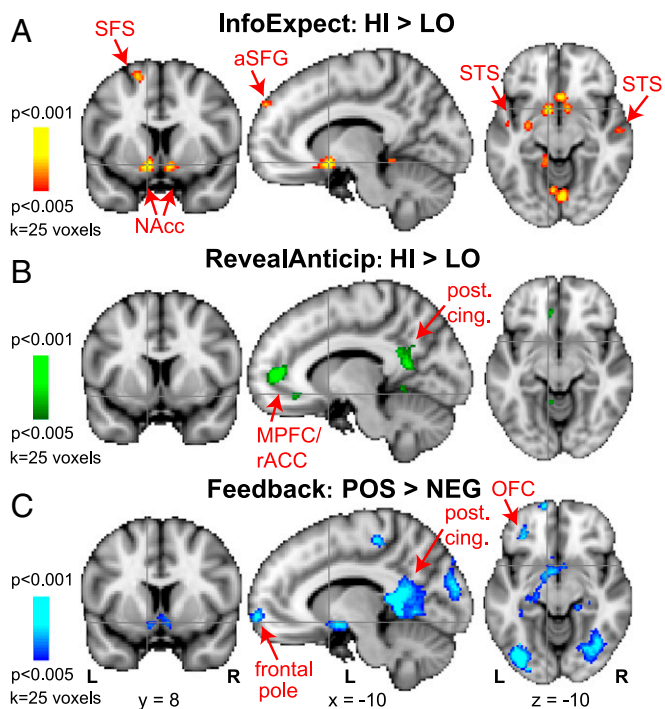 A
InfoExpect: HI > LO
SFS
aSFG
STS
STS
p<0.001
p<0.005
k=25 voxels
NAcc
B
RevealAnticip: HI > LO
post.
cing.
p<0.001
p<0.005
k=25 voxels
MPFC/
rACC
C
Feedback: POS > NEG
OFC
post.
cing.
p<0.001
p<0.005
k=25 voxels
frontal
pole
L
R
L
L
R
y = 8
x = -10
z = -10